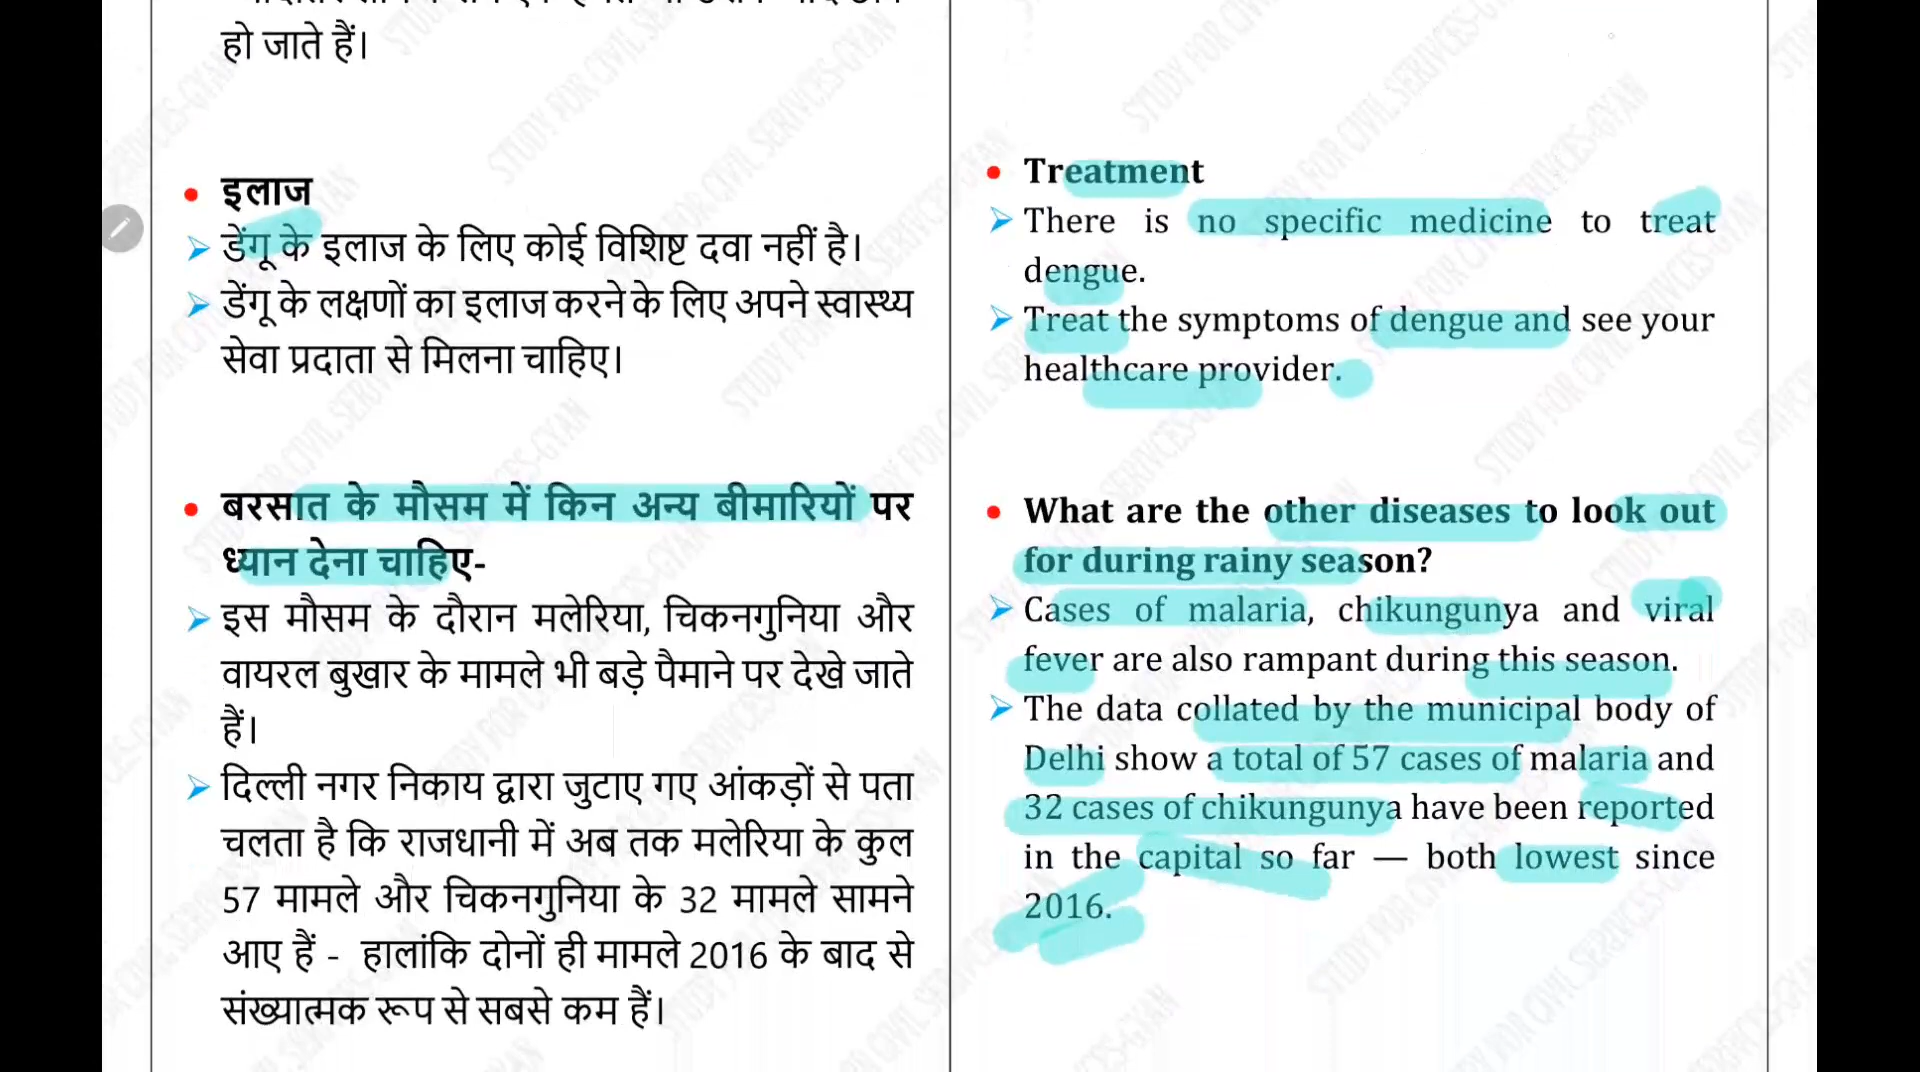 हो जाते हैं।
इलाज
डेंगू के इलाज के लिए कोई विशिष्ट दवा नहीं है।
डेंगू के लक्षणों का इलाज करने के लिए अपने स्वास्थ्य
सेवा प्रदाता से मिलना चाहिए।
बरसात के मौसम में किन अन्य बीमारियों पर
ध्यान देना चाहिए-
इस मौसम के दौरान मलेरिया, चिकनगुनिया और
वायरल बुखार के मामले भी बड़े पैमाने पर देखे जाते
हैं।
दिल्ली नगर निकाय द्वारा जुटाए गए आंकड़ों से पता
चलता है कि राजधानी में अब तक मलेरिया के कुल
57 मामले और चिकनगुनिया के 32 मामले सामने
आए हैं - हालांकि दोनों ही मामले 2016 के बाद से
संख्यात्मक रूप से सबसे कम हैं।
Treatment
There is no specific medicine to treat
dengue.
Treat the symptoms of dengue and see your
healthcare provider.
What are the other diseases to look out
for during rainy season?
Cases of malaria, chikungunya and viral
fever are also rampant during this season.
The data collated by the municipal body of
Delhi show a total of 57 cases of malaria and
32 cases of chikungunya have been reported
in the capital so far — both lowest since
2016.
STUDY FOR CIVIL SERIVCES-GYAN